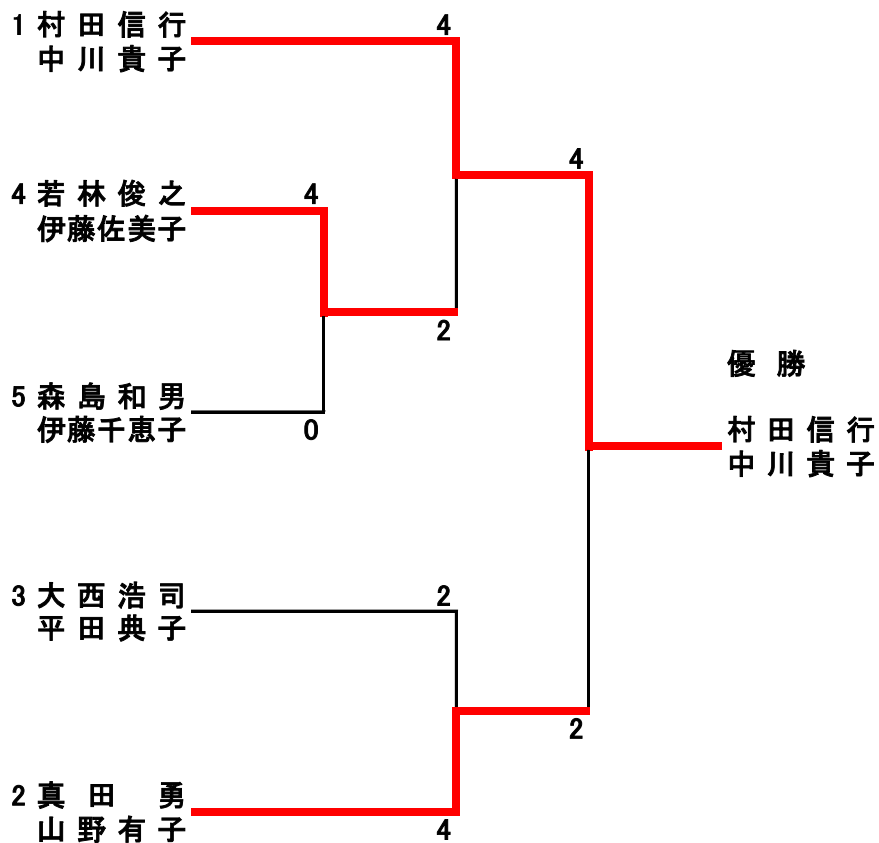 1 村田信行 4
中川貴子
4
4 若林俊之 4
伊藤佐美子
2
優勝
5 森島和男
伊藤千恵子 0
村田信行
中川貴子
3 大西浩司 2
平田典子
2
2 真田 勇
山野有子 4